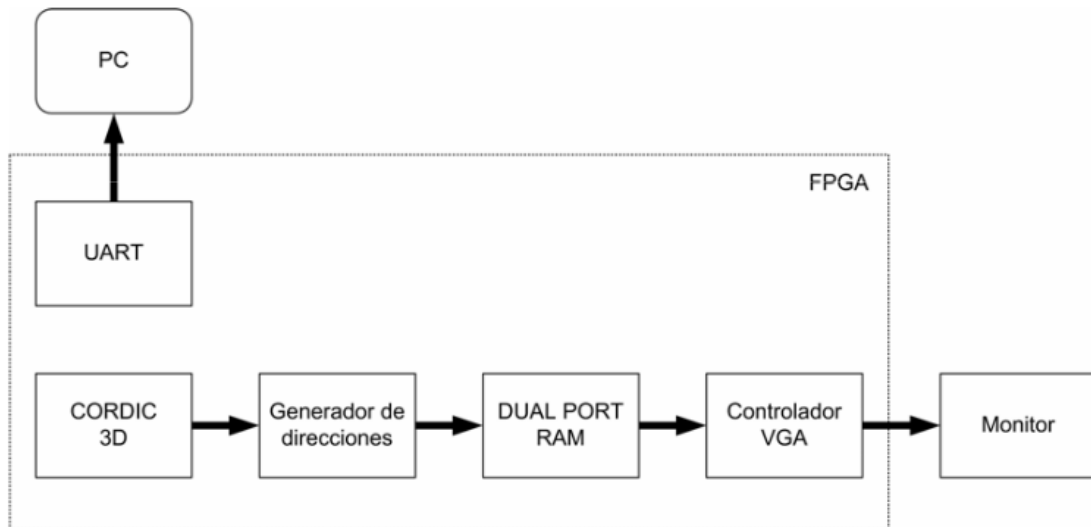 PC
FPGA
UART
CORDIC
3D
Generador de
direcciones
DUAL PORT
RAM
Controlador
VGA
Monitor